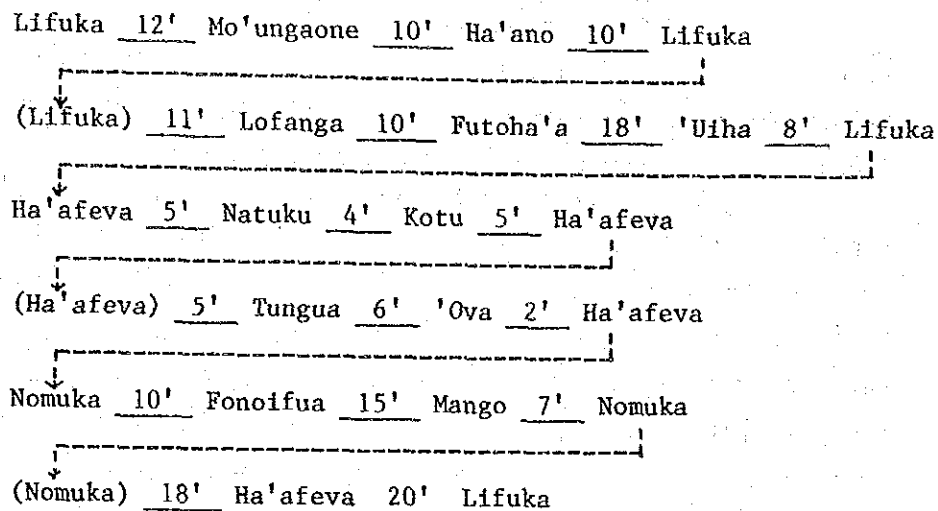 Lifuka 12' Mo'ungaone 10' Ha'ano 10' Lifuka
(Lifuka) 11' Lofanga 10' Futoha'a 18' 'Uiha 8' Lifuka
Ha'afeva 5' Natuku 4' Kotu 5' Ha'afeva
(Ha'afeva) 5' Tungua 6' 'Ova 2' Ha'afeva
Nomuka 10' Fonoifua 15' Mango 7' Nomuka
(Nomuka) 18' Ha'afeva 20' Lifuka